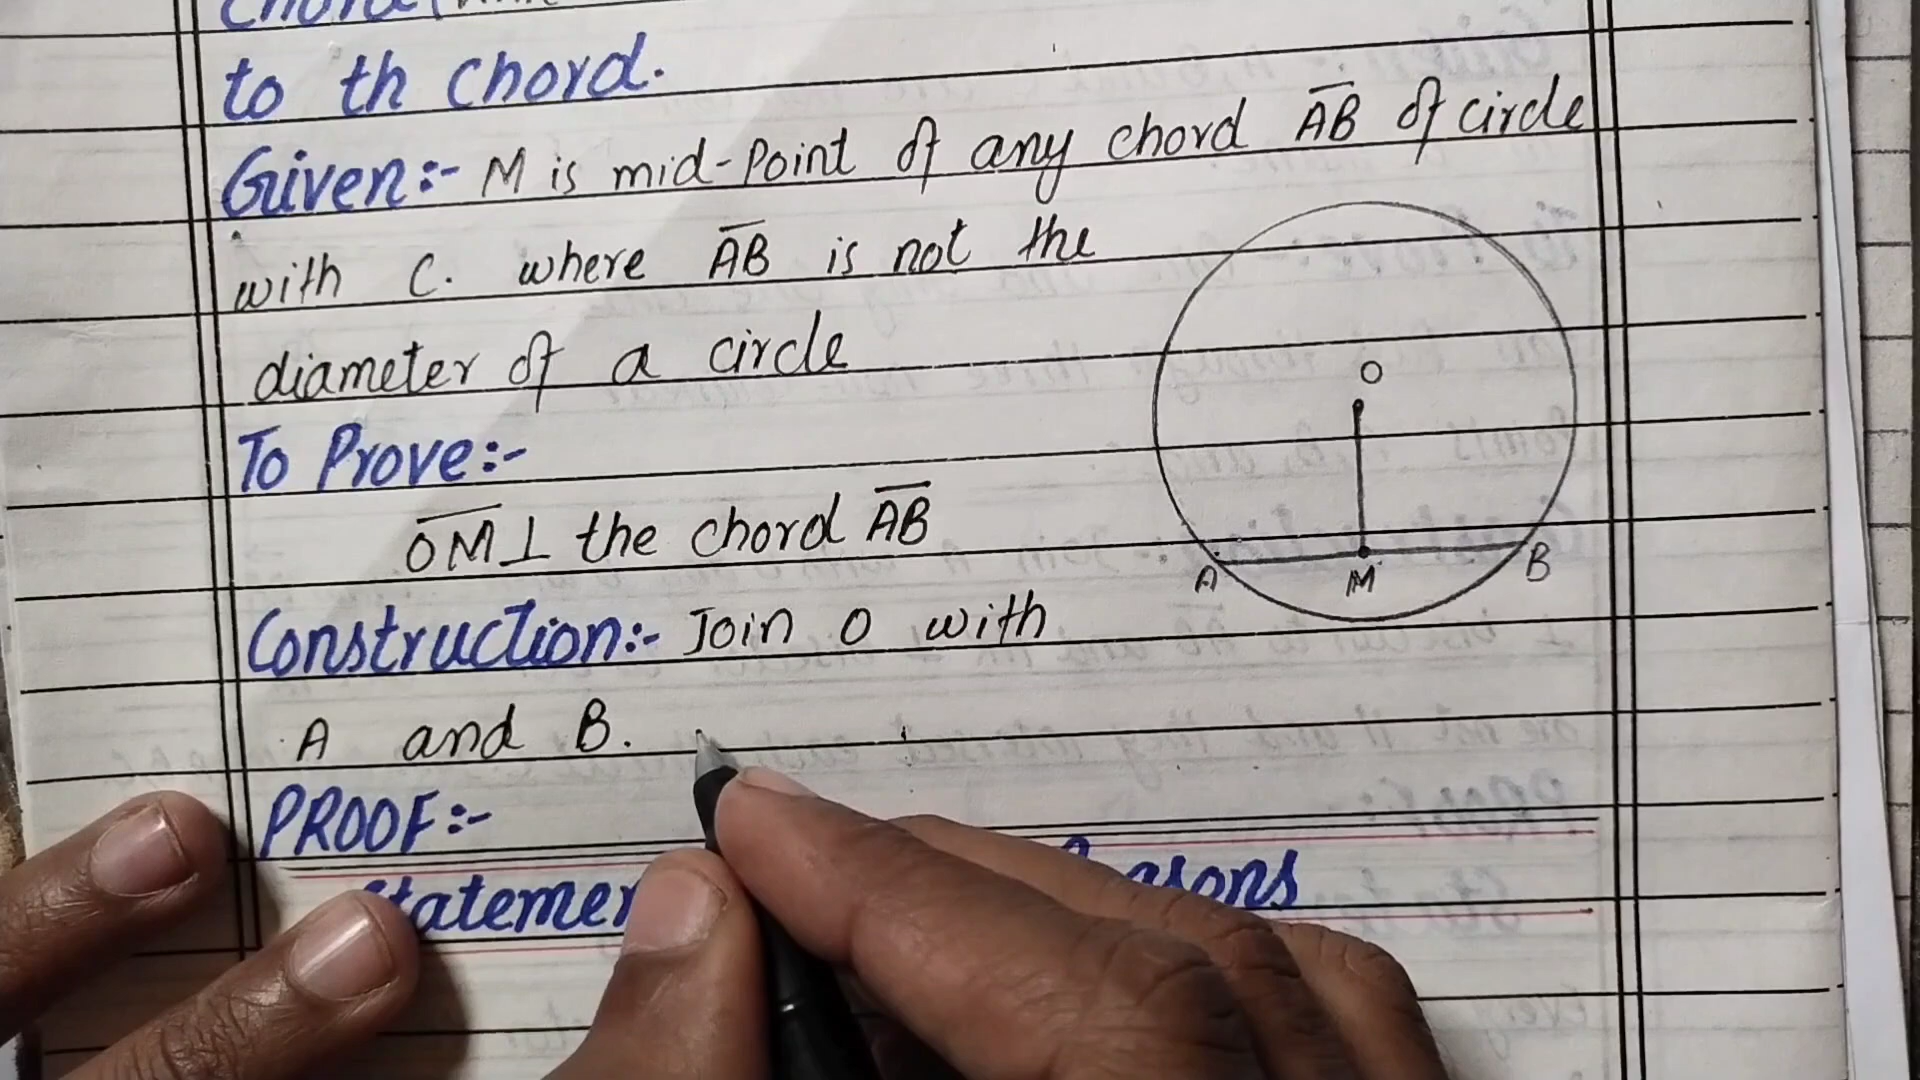 to th chord.
Given:- M is mid-Point of any chord AB of circle
with C. where AB is not the
diameter of a circle
O
To Prove:-
OM⊥ the chord AB
A M B
Construction:- Join O with
A and B.
PROOF:-